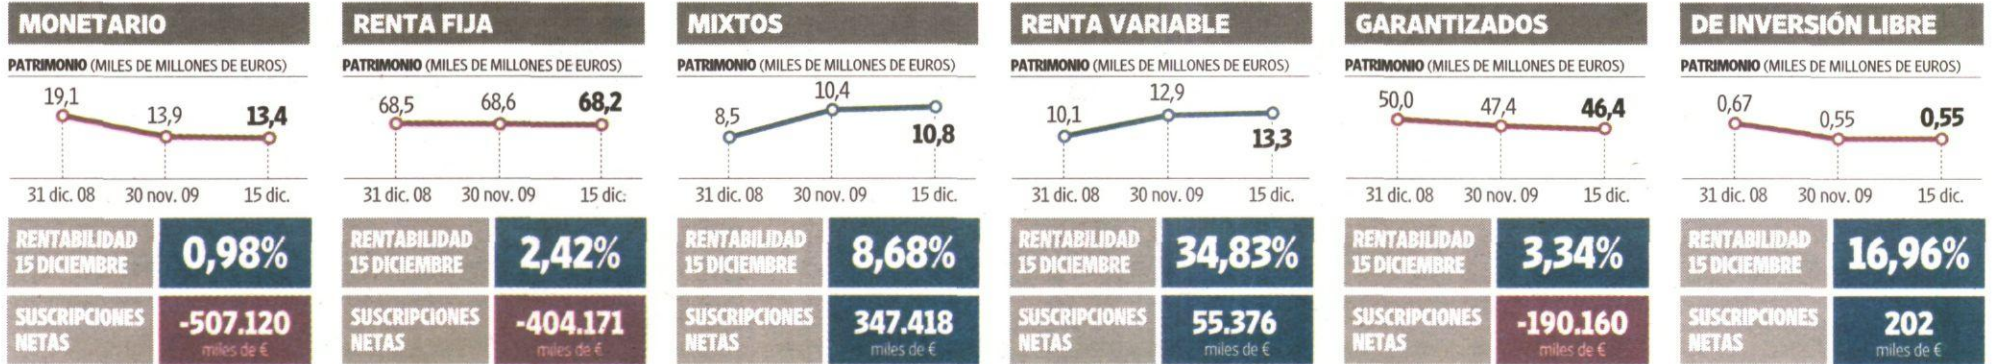 MONETARIO
PATRIMONIO (MILES DE MILLONES DE EUROS)
19,1
13,9
13,4
31 dic. 08 30 nov. 09 15 dic.
RENTABILIDAD
15 DICIEMBRE
0,98%
SUSCRIPCIONES
NETAS
-507.120
miles de €
RENTA FIJA
PATRIMONIO (MILES DE MILLONES DE EUROS)
68,5
68,6
68,2
31 dic. 08 30 nov. 09 15 dic.
RENTABILIDAD
15 DICIEMBRE
2,42%
SUSCRIPCIONES
NETAS
-404.171
miles de €
MIXTOS
PATRIMONIO (MILES DE MILLONES DE EUROS)
8,5
10,4
10,8
31 dic. 08 30 nov. 09 15 dic.
RENTABILIDAD
15 DICIEMBRE
8,68%
SUSCRIPCIONES
NETAS
347.418
miles de €
RENTA VARIABLE
PATRIMONIO (MILES DE MILLONES DE EUROS)
10,1
12,9
13,3
31 dic. 08 30 nov. 09 15 dic.
RENTABILIDAD
15 DICIEMBRE
34,83%
SUSCRIPCIONES
NETAS
55.376
miles de €
GARANTIZADOS
PATRIMONIO (MILES DE MILLONES DE EUROS)
50,0
47,4
46,4
31 dic. 08 30 nov. 09 15 dic.
RENTABILIDAD
15 DICIEMBRE
3,34%
SUSCRIPCIONES
NETAS
-190.160
miles de €
DE INVERSIÓN LIBRE
PATRIMONIO (MILES DE MILLONES DE EUROS)
0,67
0,55
0,55
31 dic. 08 30 nov. 09 15 dic.
RENTABILIDAD
15 DICIEMBRE
16,96%
SUSCRIPCIONES
NETAS
202
miles de €